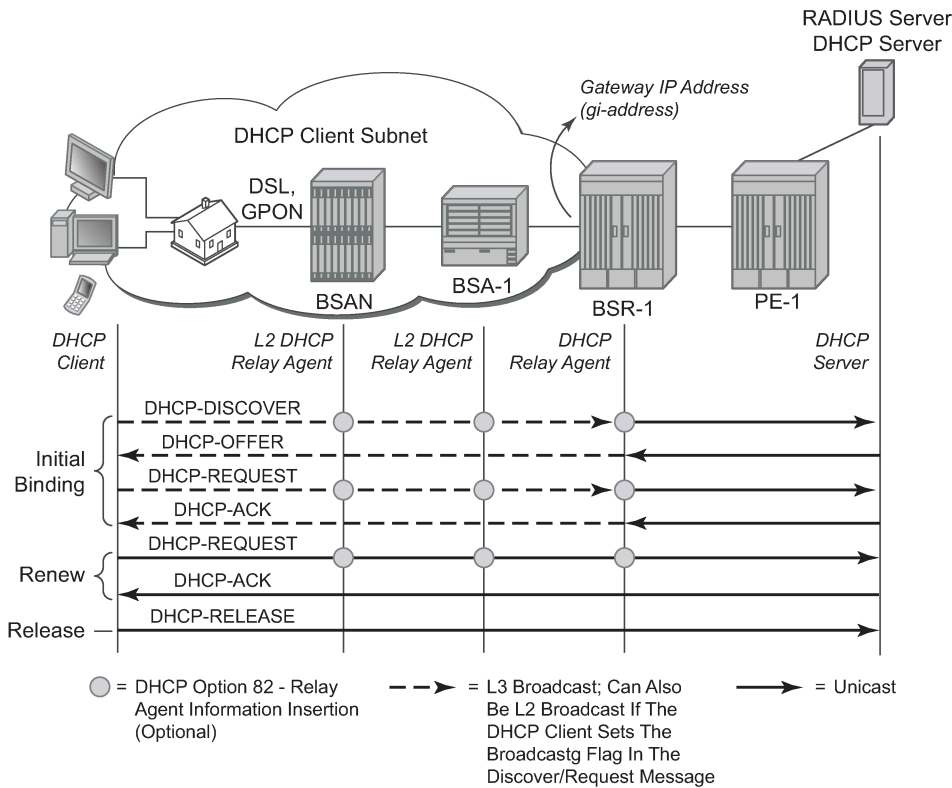 RADIUS Server
DHCP Server
Gateway IP Address
(gi-address)
DHCP Client Subnet
DSL,
GPON
BSAN
BSA-1
BSR-1
PE-1
DHCP
Client
L2 DHCP
Relay Agent
L2 DHCP
Relay Agent
DHCP
Relay Agent
DHCP
Server
Initial
Binding
DHCP-DISCOVER
DHCP-OFFER
DHCP-REQUEST
DHCP-ACK
Renew
DHCP-REQUEST
DHCP-ACK
Release
DHCP-RELEASE
= DHCP Option 82 - Relay
Agent Information Insertion
(Optional)
= L3 Broadcast; Can Also
Be L2 Broadcast If The
DHCP Client Sets The
Broadcastg Flag In The
Discover/Request Message
= Unicast